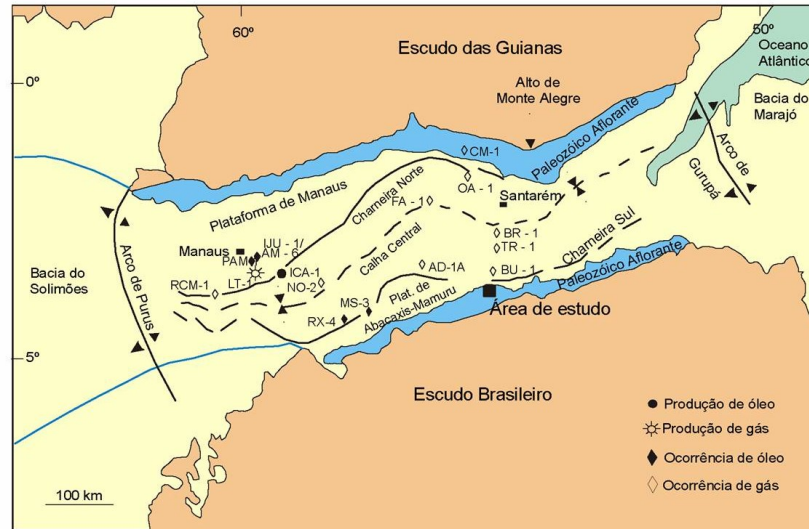 60°
50°
Oceano
Atlântico
Escudo das Guianas
0°
Alto de
Monte Alegre
Bacia do
Marajó
Paleozóico Aflorante
Arco de
Gurupá
CM-1
OA - 1
Plataforma de Manaus
Charneira Norte
FA - 1
Santarém
Manaus
IJU - 1/
AM - 6
PAM
Calha Central
BR - 1
TR - 1
Charneira Sul
Bacia do
Solimões
Arco de Purus
RCM-1
LT-1
ICA-1
NO-2
AD-1A
BU - 1
Paleozóico Aflorante
MS-3
Plat. de
Abacaxis-Mamuru
RX-4
Área de estudo
5°
Escudo Brasileiro
Produção de óleo
Produção de gás
Ocorrência de óleo
Ocorrência de gás
100 km